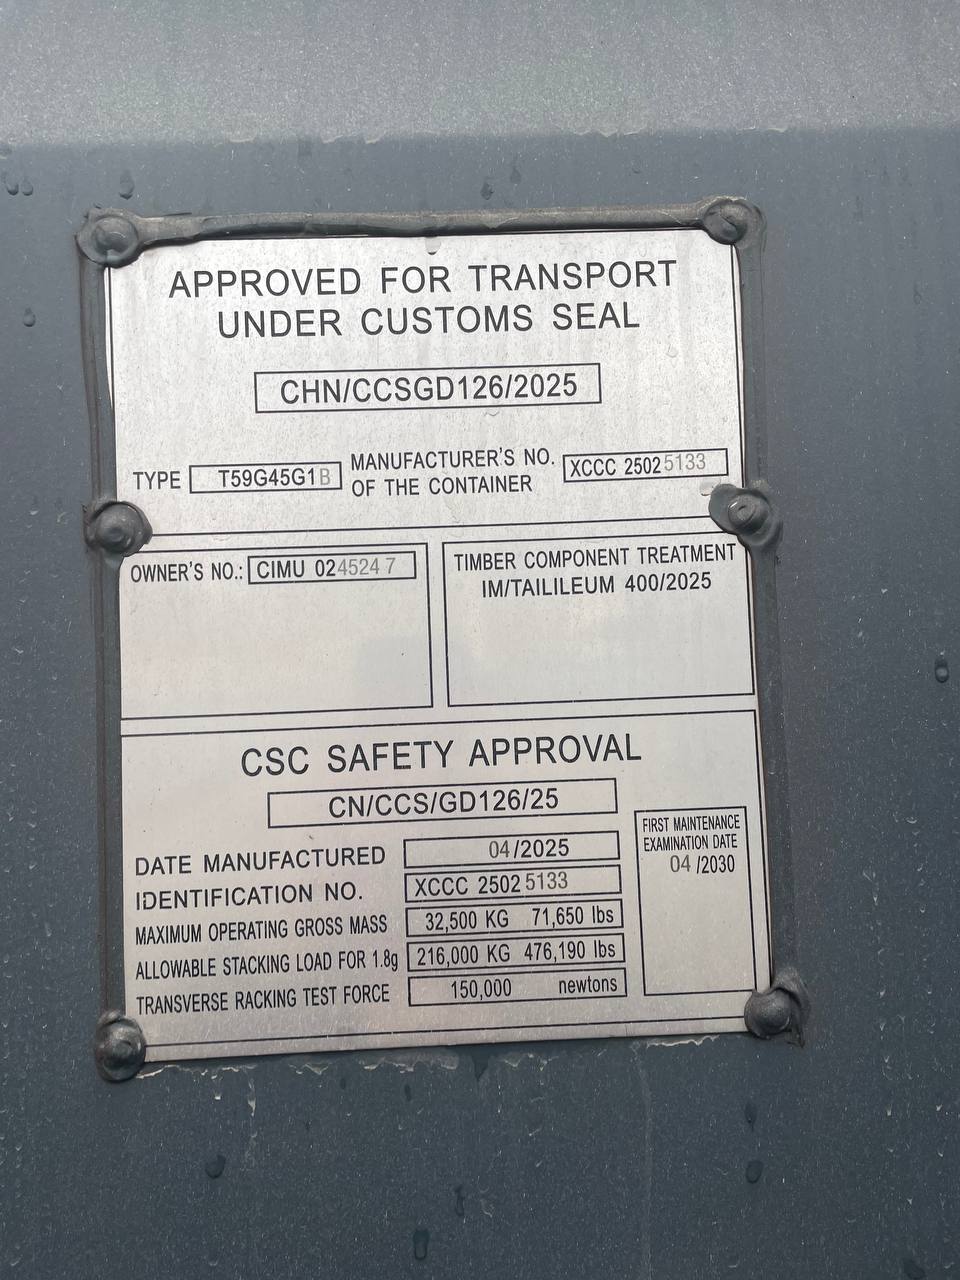 APPROVED FOR TRANSPORT
UNDER CUSTOMS SEAL
CHN/CCSGD126/2025
TYPE T59G45G1B MANUFACTURER'S NO. OF THE CONTAINER XCCC 25025133
OWNER'S NO.: CIMU 024524 7
TIMBER COMPONENT TREATMENT
IM/TAILILEUM 400/2025
CSC SAFETY APPROVAL
CN/CCS/GD126/25
DATE MANUFACTURED 04/2025
IDENTIFICATION NO. XCCC 25025133
MAXIMUM OPERATING GROSS MASS 32,500 KG 71,650 lbs
ALLOWABLE STACKING LOAD FOR 1.8g 216,000 KG 476,190 lbs
TRANSVERSE RACKING TEST FORCE 150,000 newtons
FIRST MAINTENANCE
EXAMINATION DATE
04 /2030